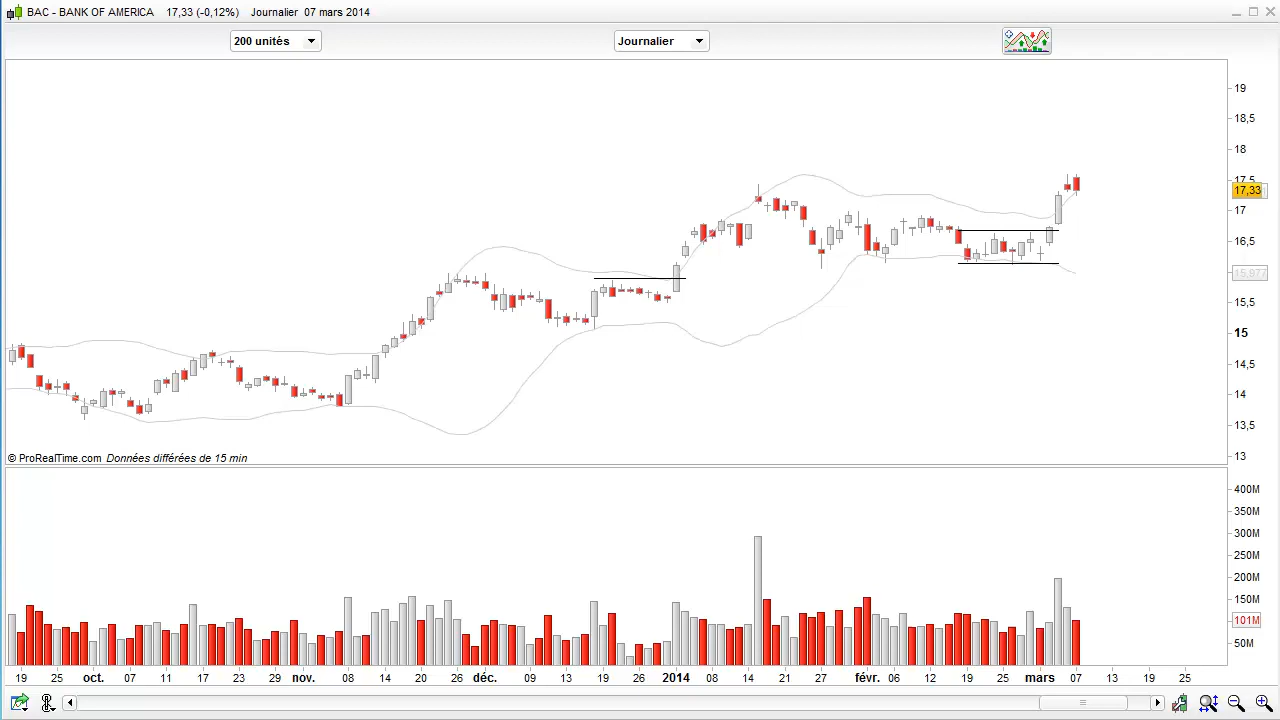 BAC - BANK OF AMERICA 17,33 (-0,12%) Journalier 07 mars 2014
200 unités Journalier
19
18,5
18
17,5
17,33
17
16,5
15,977
15,5
15
14,5
14
13,5
13
© ProRealTime.com Données différées de 15 min
400M
350M
300M
250M
200M
150M
101M
50M
19 25 oct. 07 11 17 23 29 nov. 08 14 20 26 déc. 09 13 19 26 2014 08 14 21 27 févr. 06 12 19 25 mars 07 13 19 25